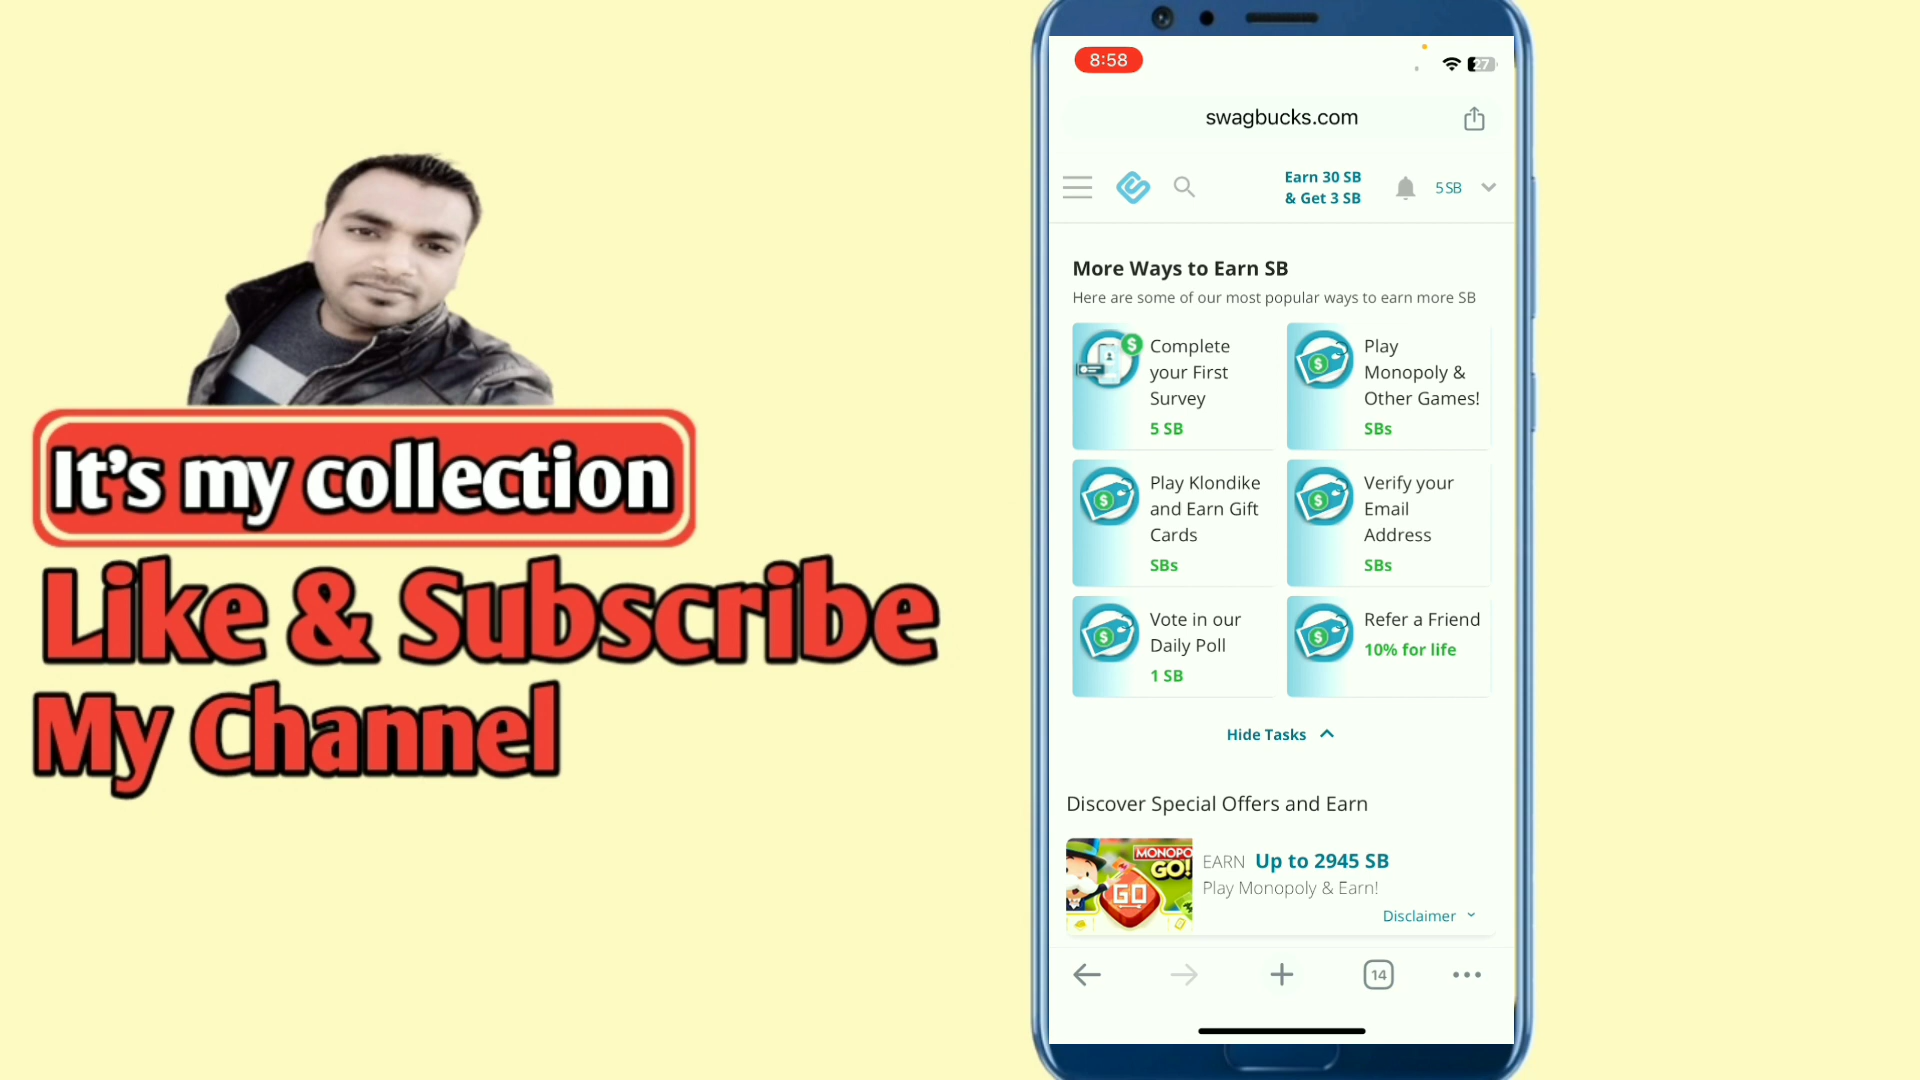 It's my collection
Like & Subscribe
My Channel
8:58
27
swagbucks.com
Earn 30 SB
& Get 3 SB
5 SB
More Ways to Earn SB
Here are some of our most popular ways to earn more SB
Complete
your First
Survey
5 SB
Play
Monopoly &
Other Games!
SBs
Play Klondike
and Earn Gift
Cards
SBs
Verify your
Email
Address
SBs
Vote in our
Daily Poll
1 SB
Refer a Friend
10% for life
Hide Tasks
Discover Special Offers and Earn
MONOPO
GO!
GO
EARN Up to 2945 SB
Play Monopoly & Earn!
Disclaimer
14